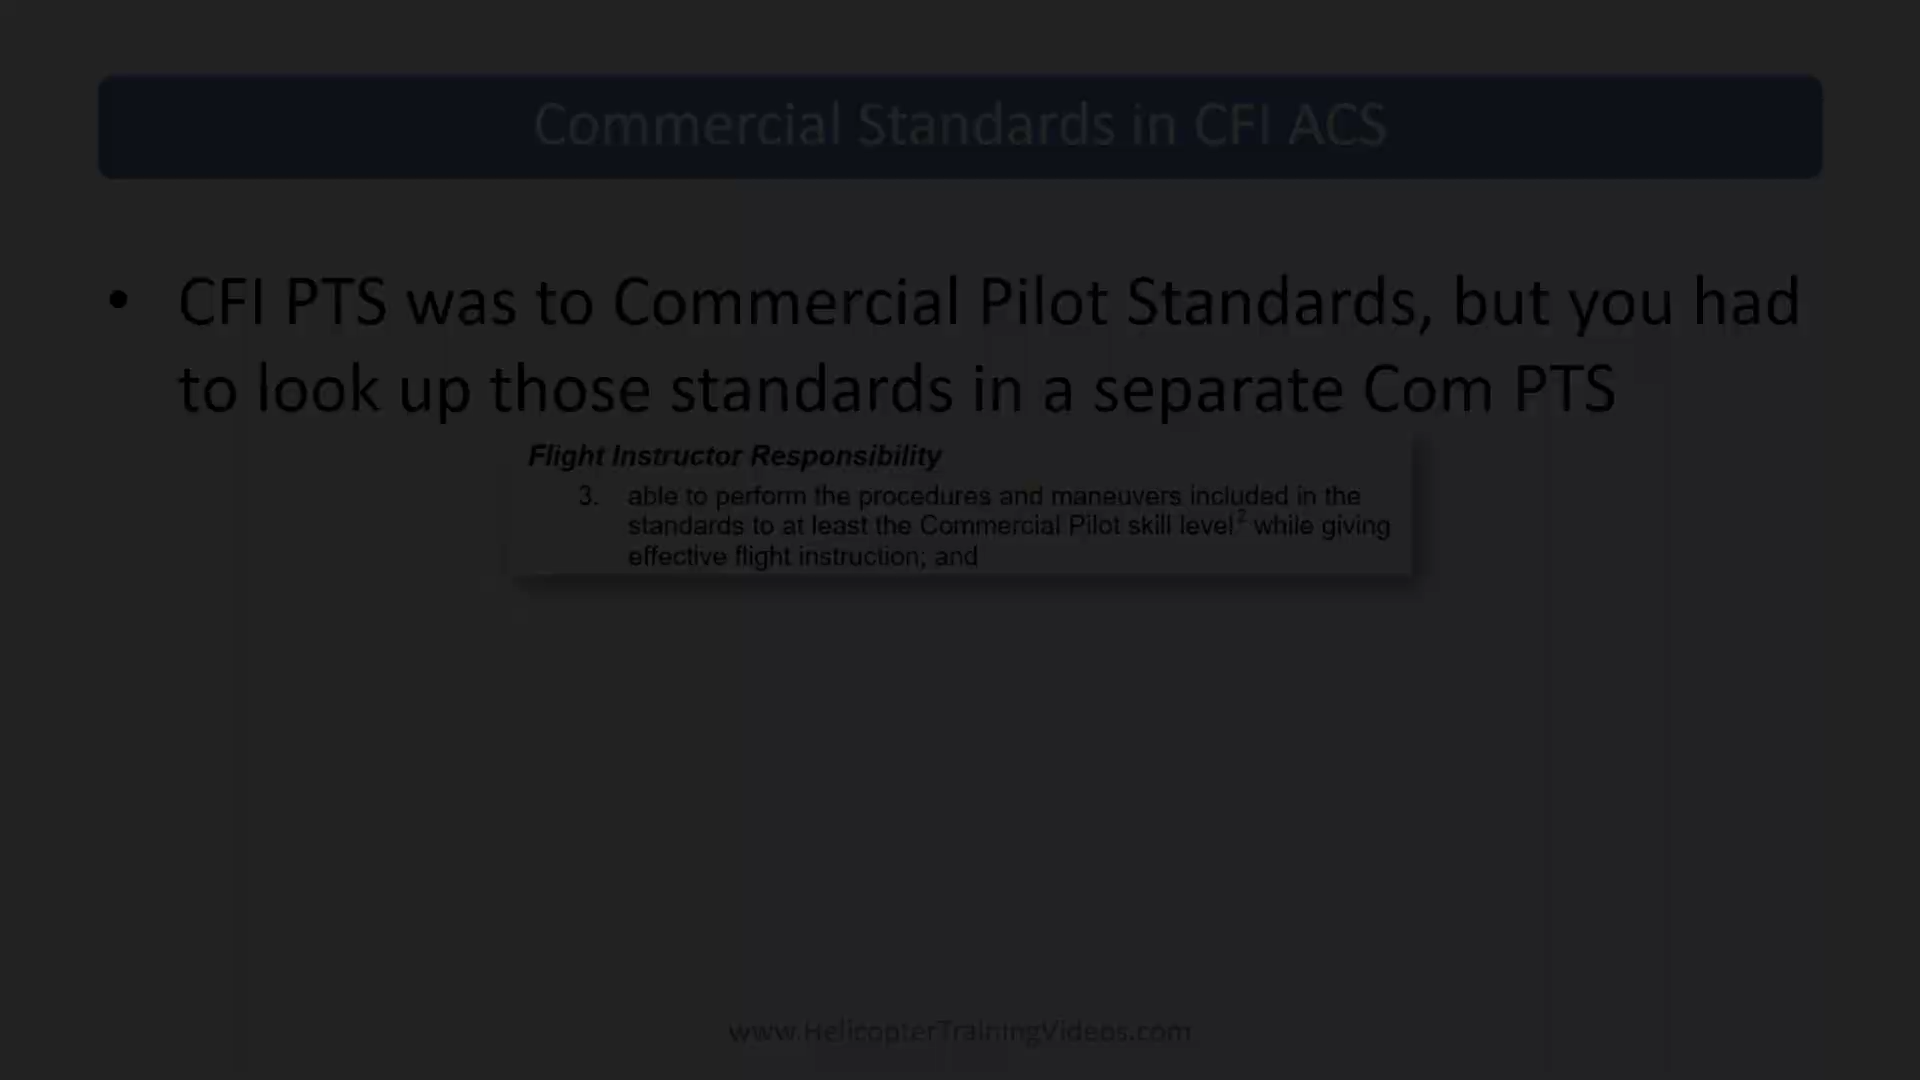 Commercial Standards in CFI ACS
• CFI PTS was to Commercial Pilot Standards, but you had
to look up those standards in a separate Com PTS
Flight Instructor Responsibility
3. able to perform the procedures and maneuvers included in the
standards to at least the Commercial Pilot skill level² while giving
effective flight instruction; and
www.HelicopterTrainingVideos.com